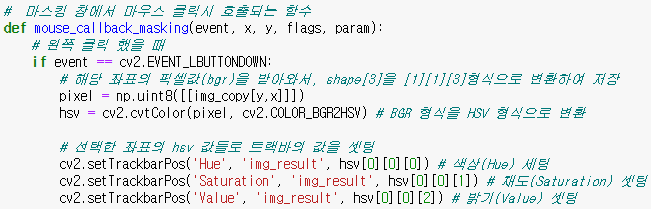 # 마스킹 창에서 마우스 클릭시 호출되는 함수
def mouse_callback_masking(event, x, y, flags, param):
    # 왼쪽 클릭 했을 때
    if event == cv2.EVENT_LBUTTONDOWN:
        # 해당 좌표의 픽셀값(bgr)을 받아와서, shape[3]을 [1][1][3]형식으로 변환하여 저장
        pixel = np.uint8([[img_copy[y,x]]])
        hsv = cv2.cvtColor(pixel, cv2.COLOR_BGR2HSV) # BGR 형식을 HSV 형식으로 변환

        # 선택한 좌표의 hsv 값들로 트랙바의 값을 셋팅
        cv2.setTrackbarPos('Hue', 'img_result', hsv[0][0][0]) # 색상(Hue) 세팅
        cv2.setTrackbarPos('Saturation', 'img_result', hsv[0][0][1]) # 채도(Saturation) 셋팅
        cv2.setTrackbarPos('Value', 'img_result', hsv[0][0][2]) # 밝기(Value) 셋팅